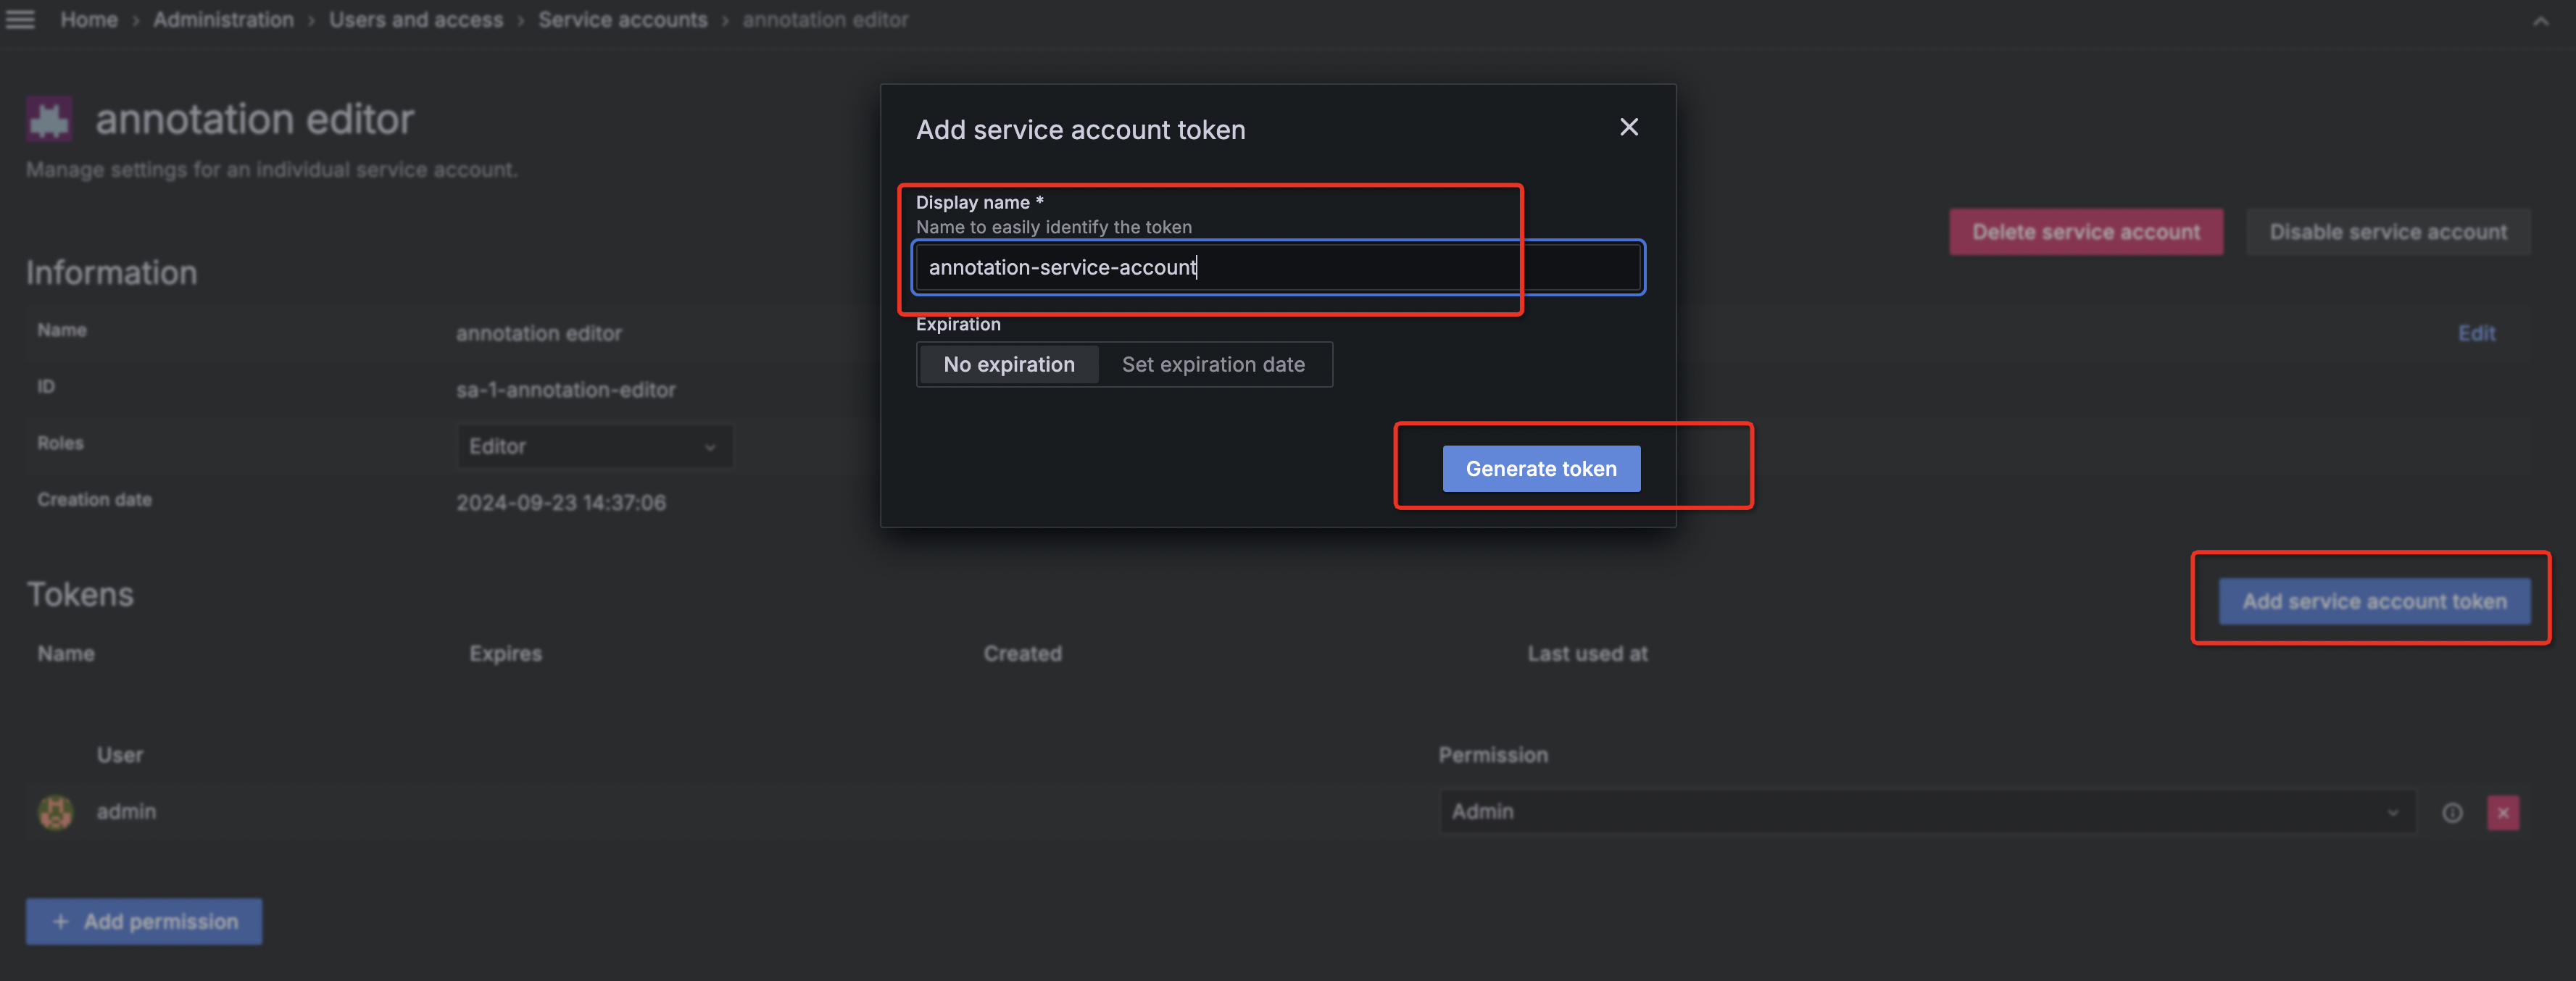 Home › Administration › Users and access › Service accounts › annotation editor
annotation editor
Manage settings for an individual service account.
Delete service account
Disable service account
Information
Name annotation editor Edit
ID sa-1-annotation-editor
Roles Editor
Creation date 2024-09-23 14:37:06
Add service account token
Display name *
Name to easily identify the token
annotation-service-account
Expiration
No expiration Set expiration date
Generate token
Tokens
Add service account token
Name Expires Created Last used at
User Permission
admin Admin
+ Add permission